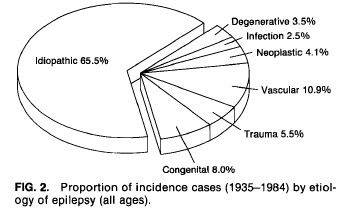 Degenerative 3.5%
Infection 2.5%
Neoplastic 4.1%
Idiopathic 65.5%
Vascular 10.9%
Trauma 5.5%
Congenital 8.0%
FIG. 2. Proportion of incidence cases (1935–1984) by etiol-
ogy of epilepsy (all ages).